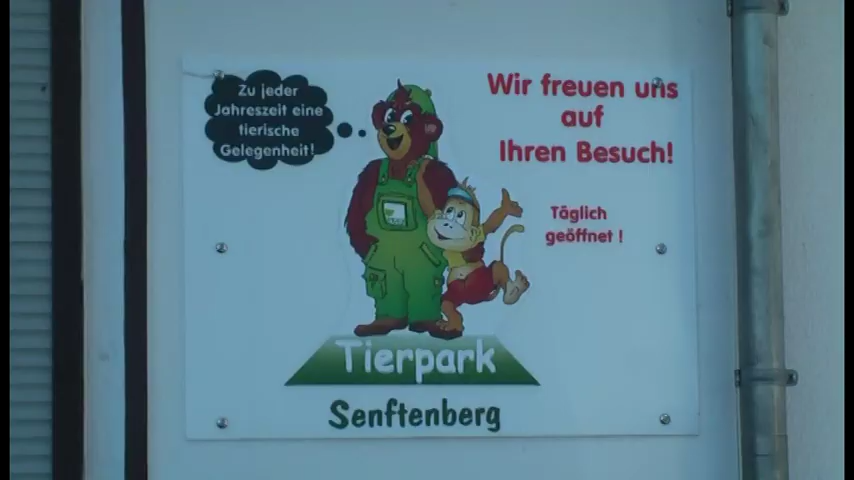 Zu jeder
Jahreszeit eine
tierische
Gelegenheit!
Wir freuen uns
auf
Ihren Besuch!
Täglich
geöffnet !
Tierpark
Senftenberg